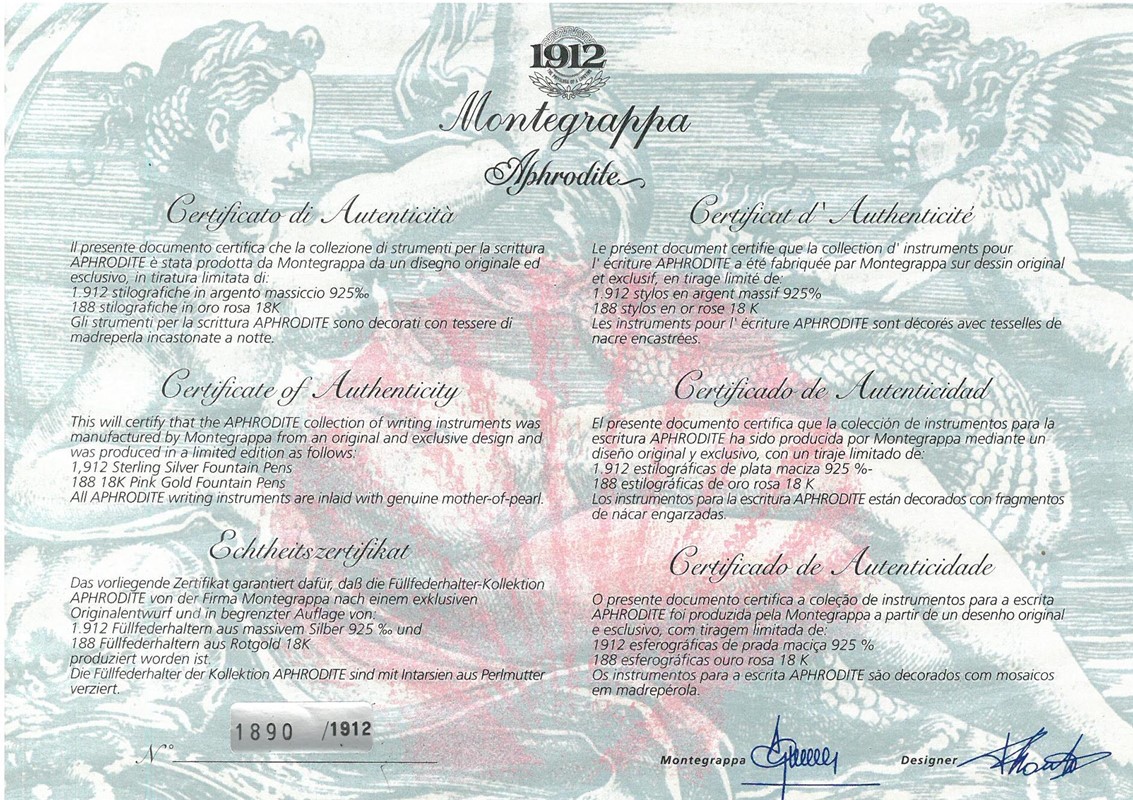 1912
Montegrappa
Aphrodite
Certificato di Autenticità
Il presente documento certifica che la collezione di strumenti per la scrittura
APHRODITE è stata prodotta da Montegrappa da un disegno originale ed
esclusivo, in tiratura limitata di:
1.912 stilografiche in argento massiccio 925‰
188 stilografiche in oro rosa 18K
Gli strumenti per la scrittura APHRODITE sono decorati con tessere di
madreperla incastonate a notte.
Certificate of Authenticity
This will certify that the APHRODITE collection of writing instruments was
manufactured by Montegrappa from an original and exclusive design and
was produced in a limited edition as follows:
1,912 Sterling Silver Fountain Pens
188 18K Pink Gold Fountain Pens
All APHRODITE writing instruments are inlaid with genuine mother-of-pearl.
Echtheitszertifikat
Das vorliegende Zertifikat garantiert dafür, daß die Füllfederhalter-Kollektion
APHRODITE von der Firma Montegrappa nach einem exklusiven
Originalentwurf und in begrenzter Auflage von:
1.912 Füllfederhaltern aus massivem Silber 925 ‰ und
188 Füllfederhaltern aus Rotgold 18K
produziert worden ist.
Die Füllfederhalter der Kollektion APHRODITE sind mit Intarsien aus Perlmutter
verziert.
N° 1890 /1912
Certificat d' Authenticité
Le présent document certifie que la collection d' instruments pour
l' écriture APHRODITE a été fabriquée par Montegrappa sur dessin original
et exclusif, en tirage limité de:
1.912 stylos en argent massif 925%
188 stylos en or rose 18 K
Les instruments pour l' écriture APHRODITE sont décorés avec tesselles de
nacre encastrées.
Certificado de Autenticidad
El presente documento certifica que la colección de instrumentos para la
escritura APHRODITE ha sido producida por Montegrappa mediante un
diseño original y exclusivo, con un tiraje limitado de:
1.912 estilográficas de plata maciza 925 %-
188 estilográficas de oro rosa 18 K
Los instrumentos para la escritura APHRODITE están decorados con fragmentos
de nácar engarzadas.
Certificado de Autenticidade
O presente documento certifica a coleção de instrumentos para a escrita
APHRODITE foi produzida pela Montegrappa a partir de un desenho original
e esclusivo, com tiragem limitada de:
1912 esferográficas de prada maciça 925 %
188 esferográficas ouro rosa 18 K
Os instrumentos para a escrita APHRODITE são decorados com mosaicos
em madrepérola.
Montegrappa
Designer